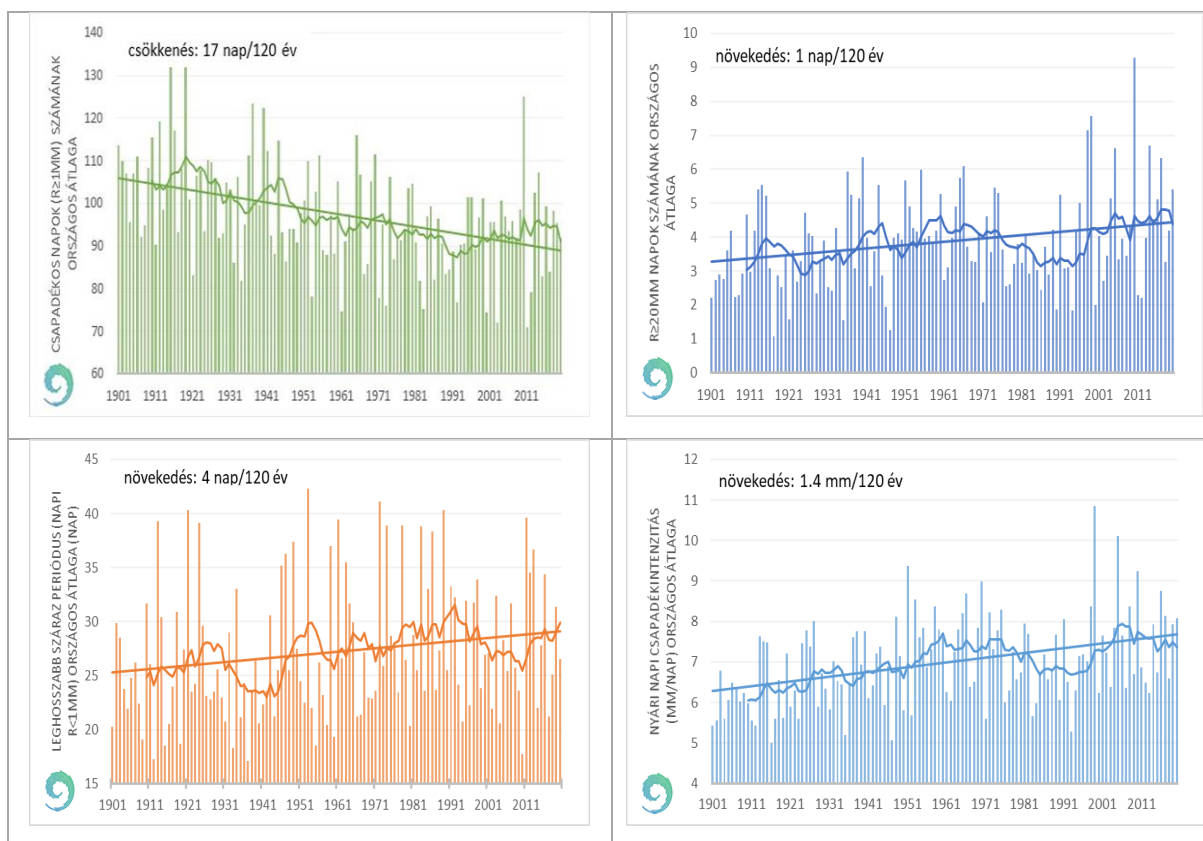 CSAPADÉKOS NAPOK (R≥1MM) SZÁMÁNAK
ORSZÁGOS ÁTLAGA
csökkenés: 17 nap/120 év
140
130
120
110
100
90
80
70
60
1901 1911 1921 1931 1941 1951 1961 1971 1981 1991 2001 2011
R≥20MM NAPOK SZÁMÁNAK ORSZÁGOS
ÁTLAGA
növekedés: 1 nap/120 év
10
9
8
7
6
5
4
3
2
1
0
1901 1911 1921 1931 1941 1951 1961 1971 1981 1991 2001 2011
LEGHOSSZABB SZÁRAZ PERIÓDUS (NAPI
R<1MM) ORSZÁGOS ÁTLAGA (NAP)
növekedés: 4 nap/120 év
45
40
35
30
25
20
15
1901 1911 1921 1931 1941 1951 1961 1971 1981 1991 2001 2011
NYÁRI NAPI CSAPADÉKINTENZITÁS
(MM/NAP) ORSZÁGOS ÁTLAGA
növekedés: 1.4 mm/120 év
12
11
10
9
8
7
6
5
4
1901 1911 1921 1931 1941 1951 1961 1971 1981 1991 2001 2011